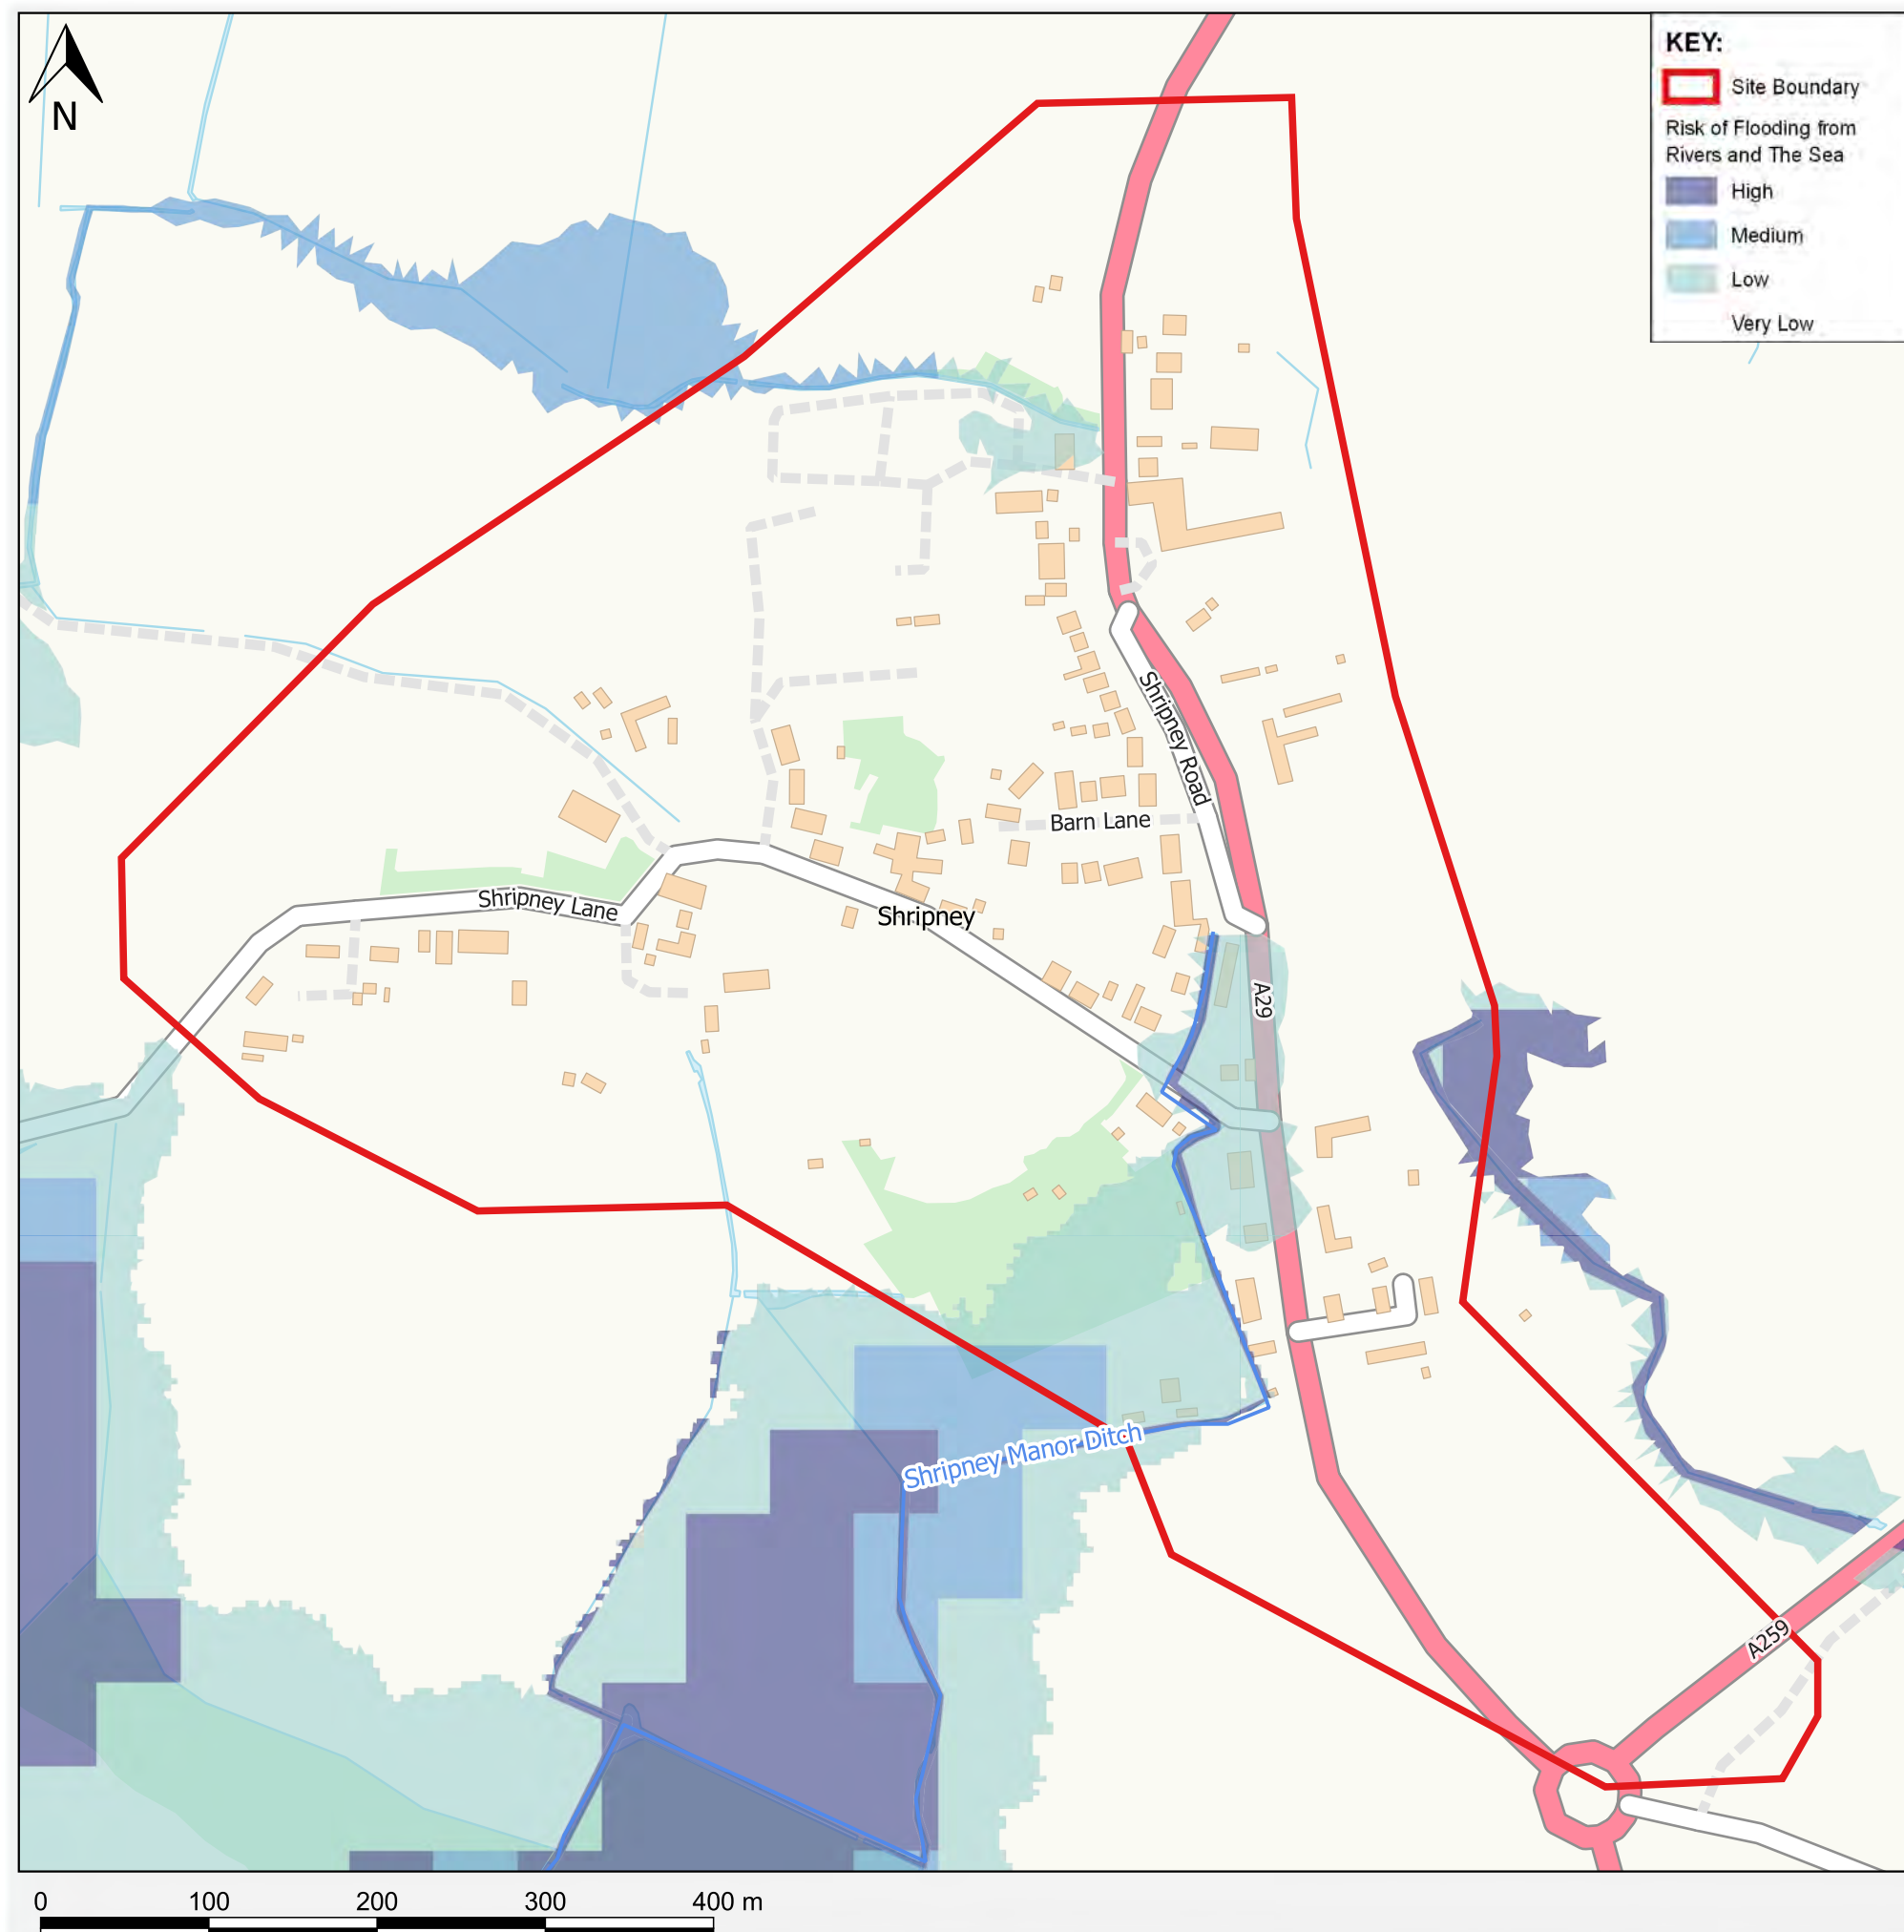 N
KEY:
Site Boundary
Risk of Flooding from
Rivers and The Sea
High
Medium
Low
Very Low
Shripney Road
Barn Lane
Shripney Lane
Shripney
A29
Shripney Manor Ditch
A259
0 100 200 300 400 m